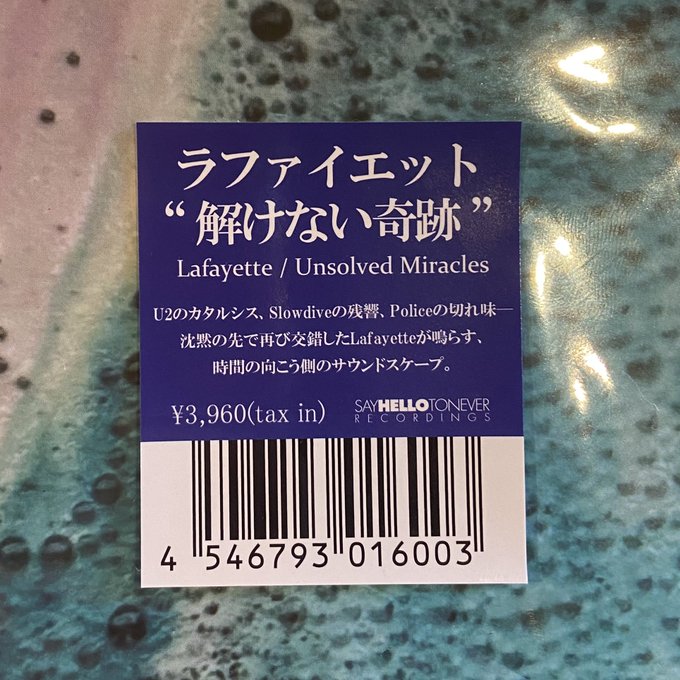 ラファイエット
“解けない奇跡”
Lafayette / Unsolved Miracles
U2のカタルシス、Slowdiveの残響、Policeの切れ味─
沈黙の先で再び交錯したLafayetteが鳴らす、
時間の向こう側のサウンドスケープ。
¥3,960(tax in)
SAYHELLOTONEVER
RECORDINGS
4 546793 016003